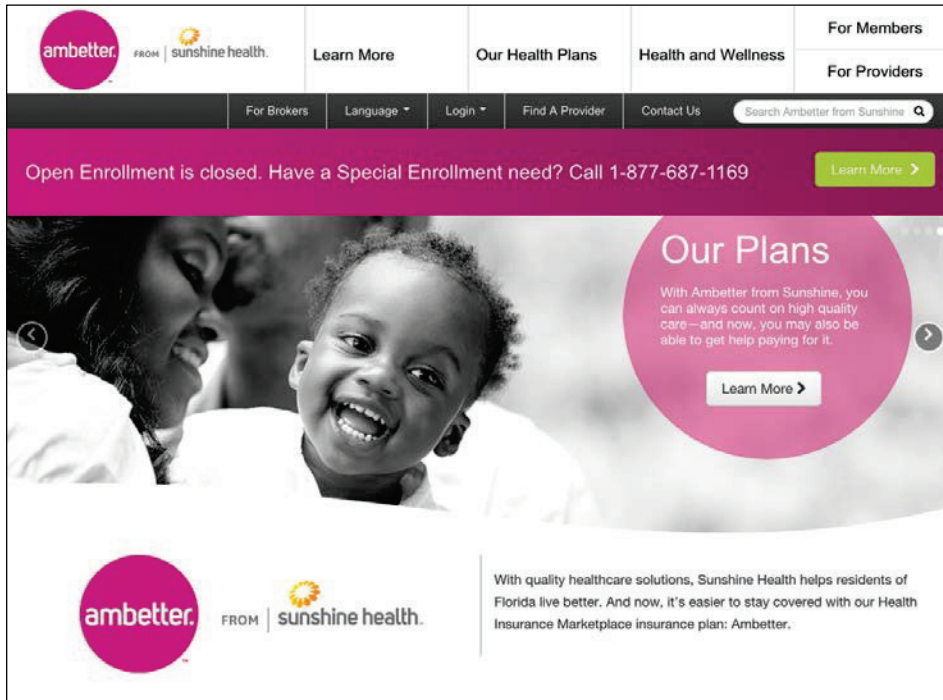 ambetter.
™
FROM | sunshine health.
Learn More
Our Health Plans
Health and Wellness
For Members
For Providers
For Brokers
Language
Login
Find A Provider
Contact Us
Search Ambetter from Sunshine
Open Enrollment is closed. Have a Special Enrollment need? Call 1-877-687-1169
Learn More
Our Plans
With Ambetter from Sunshine, you
can always count on high quality
care—and now, you may also be
able to get help paying for it.
Learn More
ambetter.
™
FROM | sunshine health.
With quality healthcare solutions, Sunshine Health helps residents of
Florida live better. And now, it's easier to stay covered with our Health
Insurance Marketplace insurance plan: Ambetter.